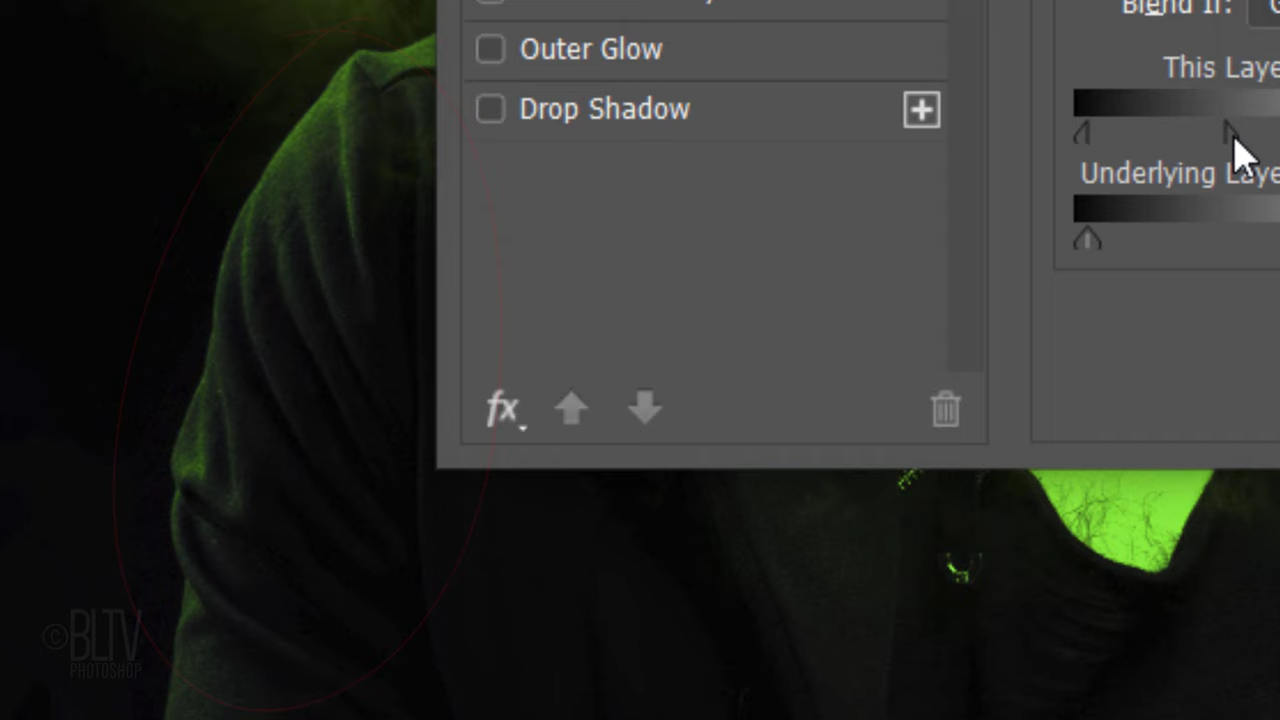 Blend If:
Outer Glow
This Laye
Drop Shadow
Underlying Laye
fx
©BLTV
PHOTOSHOP